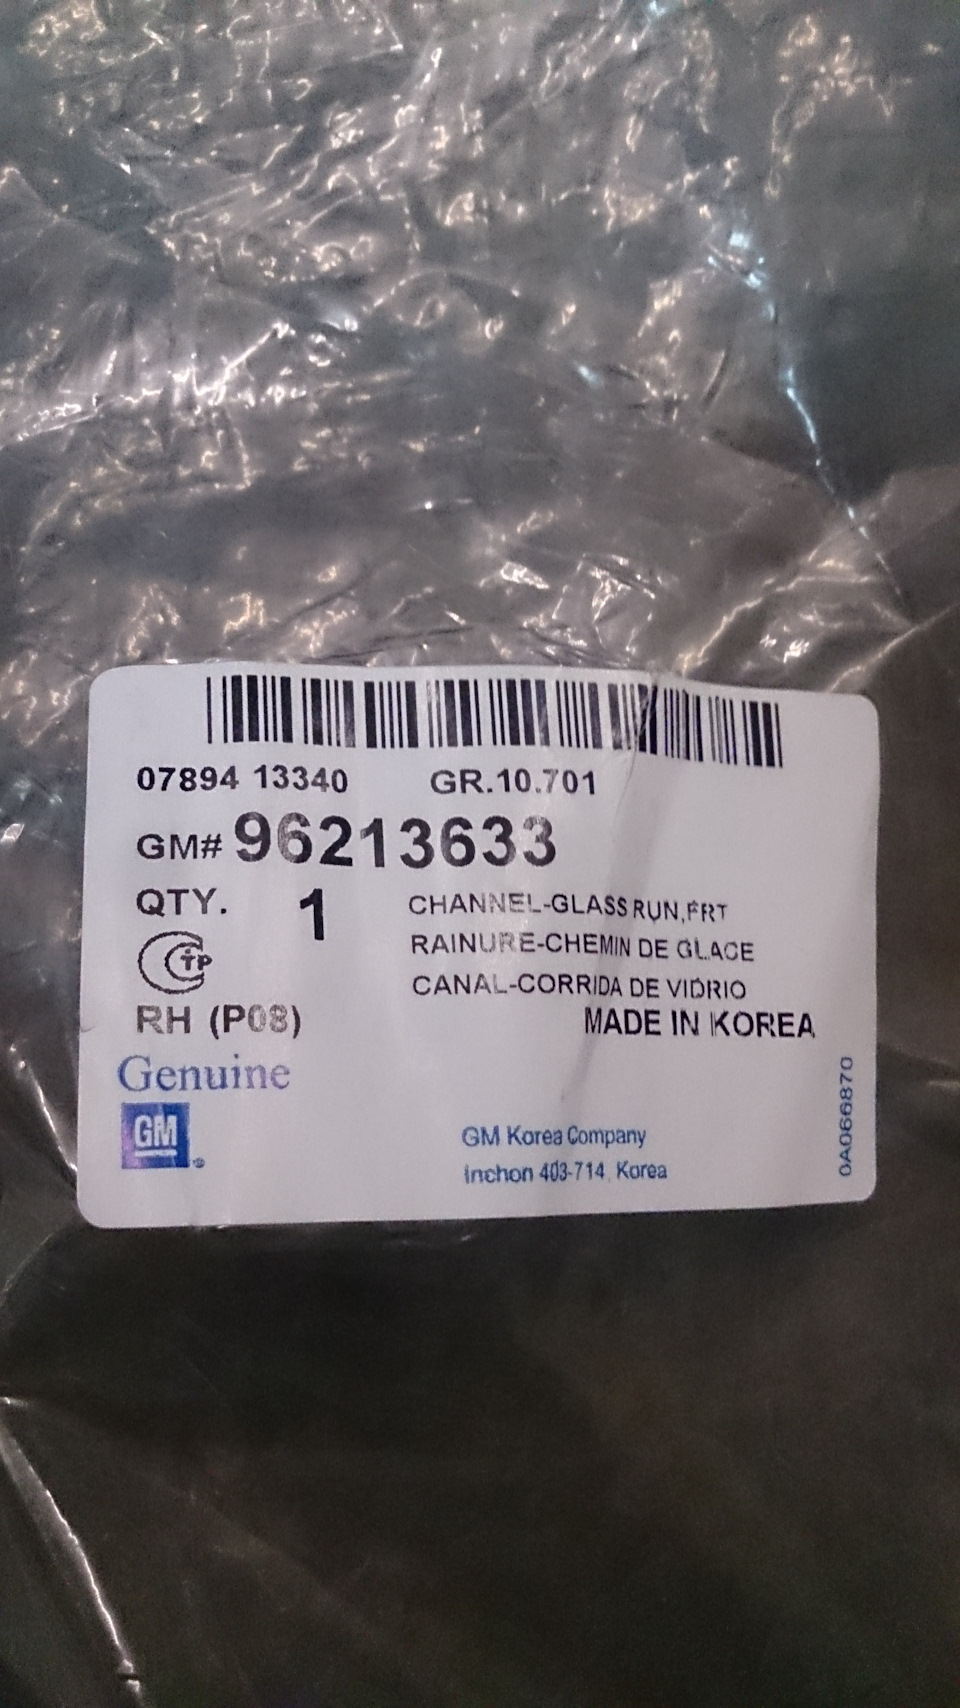 07894 13340 GR.10.701
GM# 96213633
QTY. 1 CHANNEL-GLASS RUN,FRT
RAINURE-CHEMIN DE GLACE
CANAL-CORRIDA DE VIDRIO
RH (P08) MADE IN KOREA
Genuine
GM
GM Korea Company
Inchon 403-714, Korea
0A066870